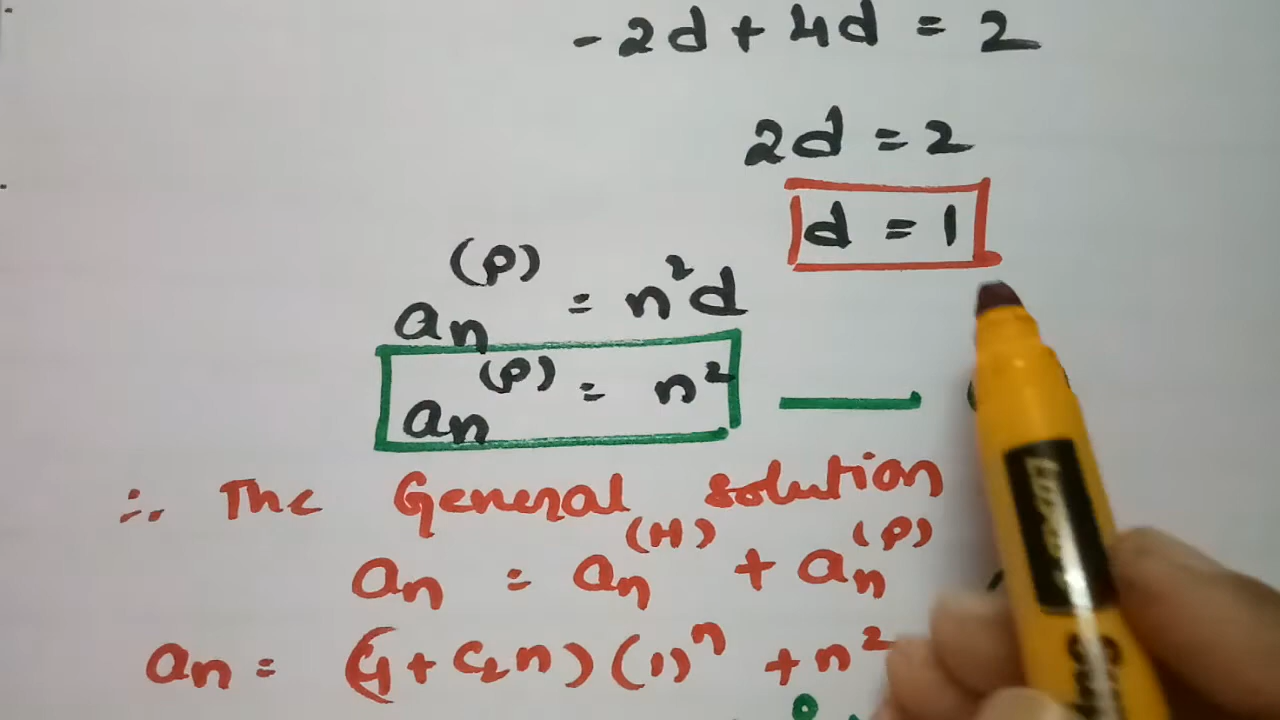 -2d + 4d = 2
2d = 2
d = 1
an(P) = n²d
an(P) = n²
∴ The General solution
an = an(H) + an(P)
an = (C1 + C2n)(1)ⁿ + n²